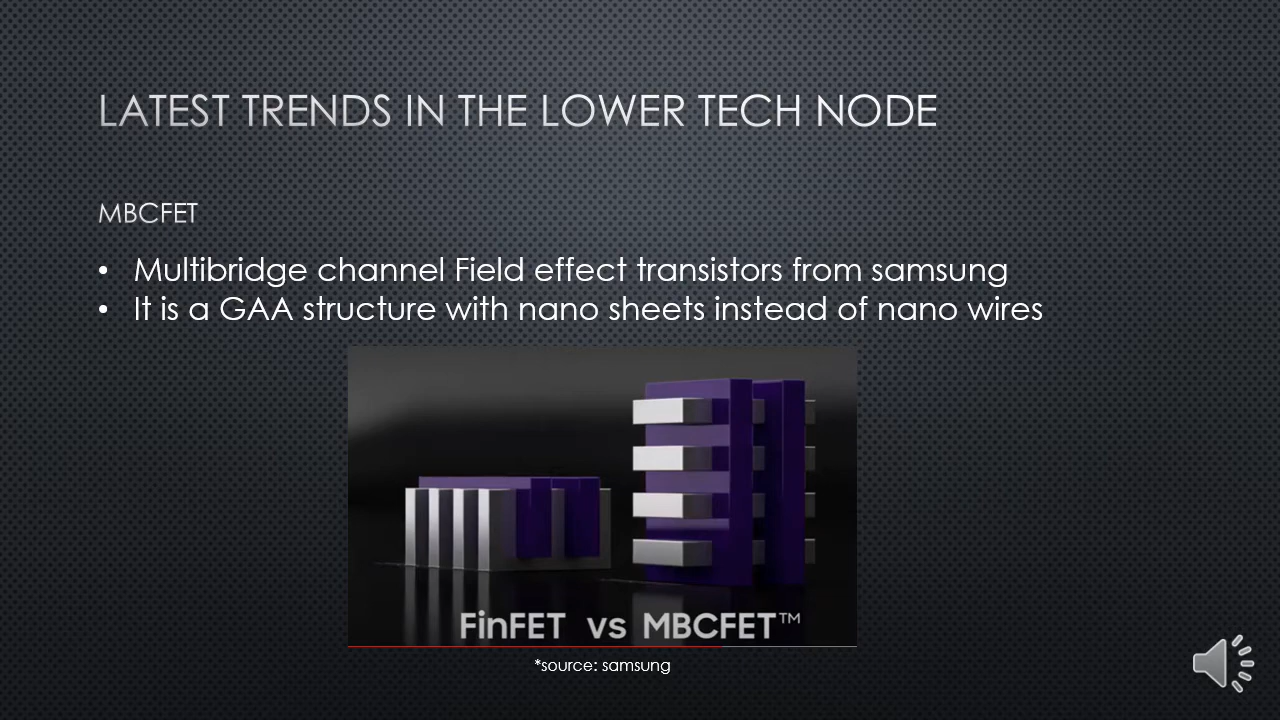 LATEST TRENDS IN THE LOWER TECH NODE
MBCFET
• Multibridge channel Field effect transistors from samsung
• It is a GAA structure with nano sheets instead of nano wires
FinFET vs MBCFET™
*source: samsung